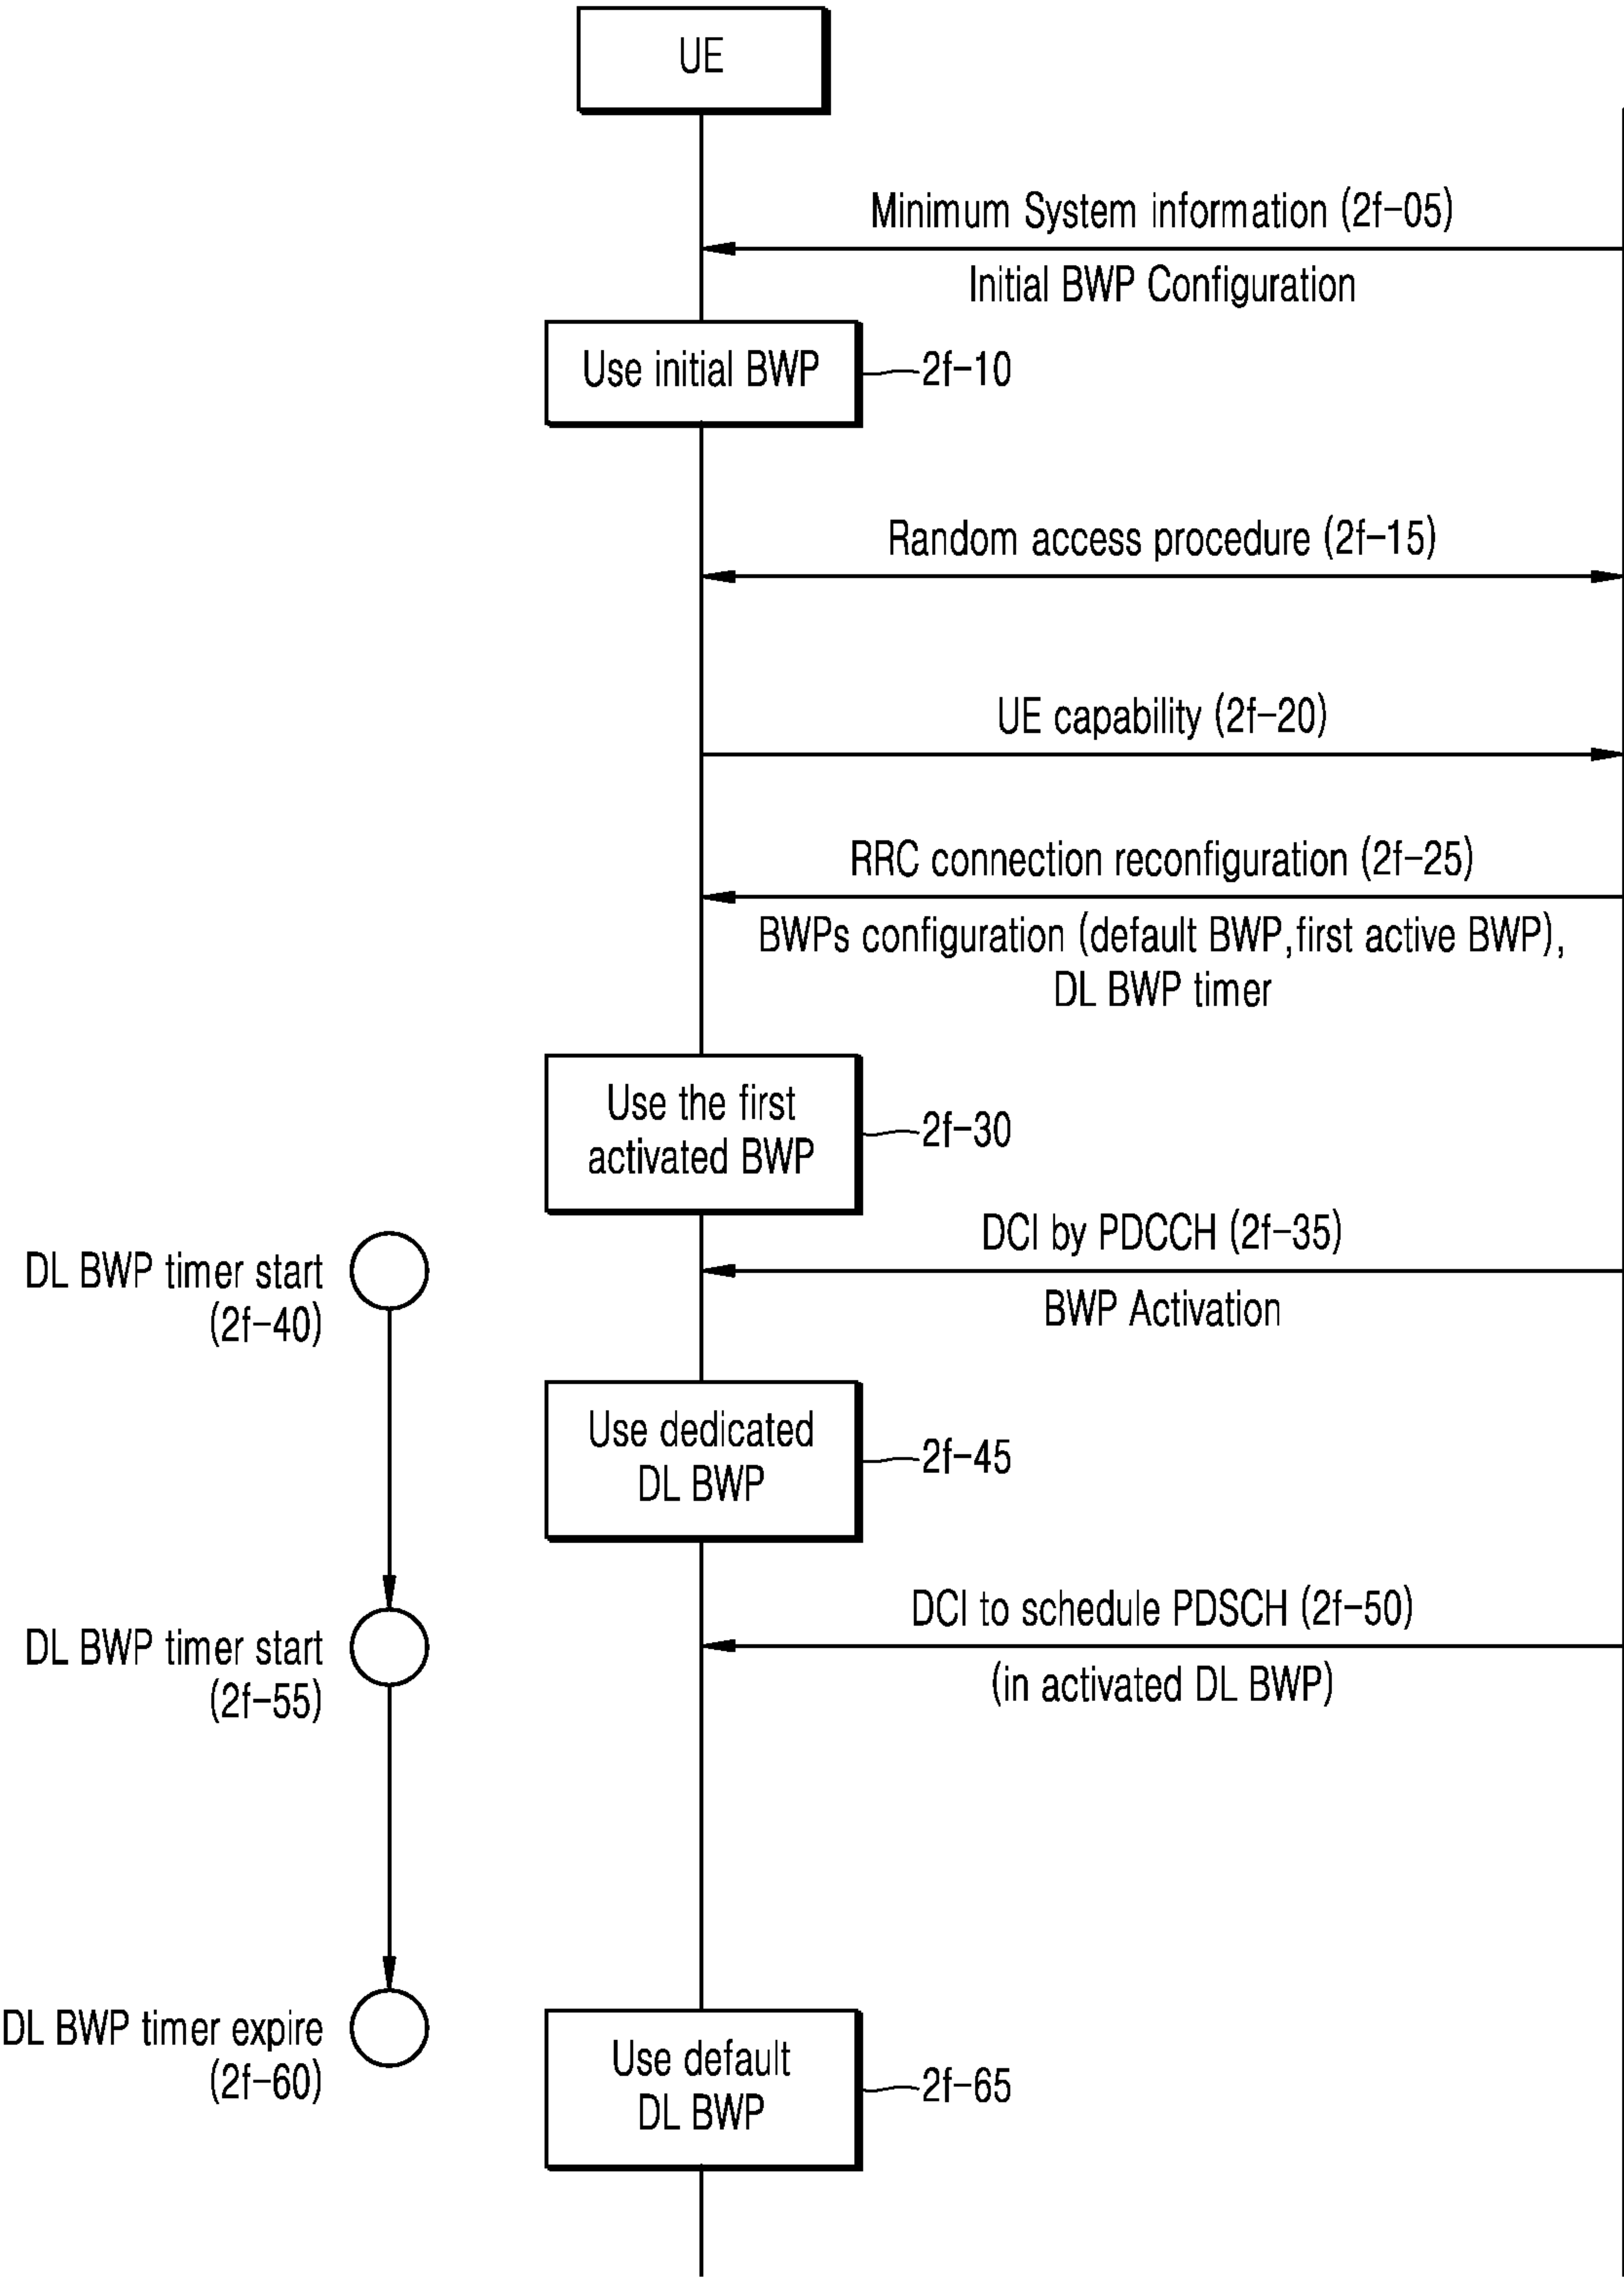 UE
Minimum System information (2f-05)
Initial BWP Configuration
Use initial BWP
2f-10
Random access procedure (2f-15)
UE capability (2f-20)
RRC connection reconfiguration (2f-25)
BWPs configuration (default BWP, first active BWP),
DL BWP timer
Use the first
activated BWP
2f-30
DCI by PDCCH (2f-35)
BWP Activation
DL BWP timer start
(2f-40)
Use dedicated
DL BWP
2f-45
DCI to schedule PDSCH (2f-50)
(in activated DL BWP)
DL BWP timer start
(2f-55)
DL BWP timer expire
(2f-60)
Use default
DL BWP
2f-65